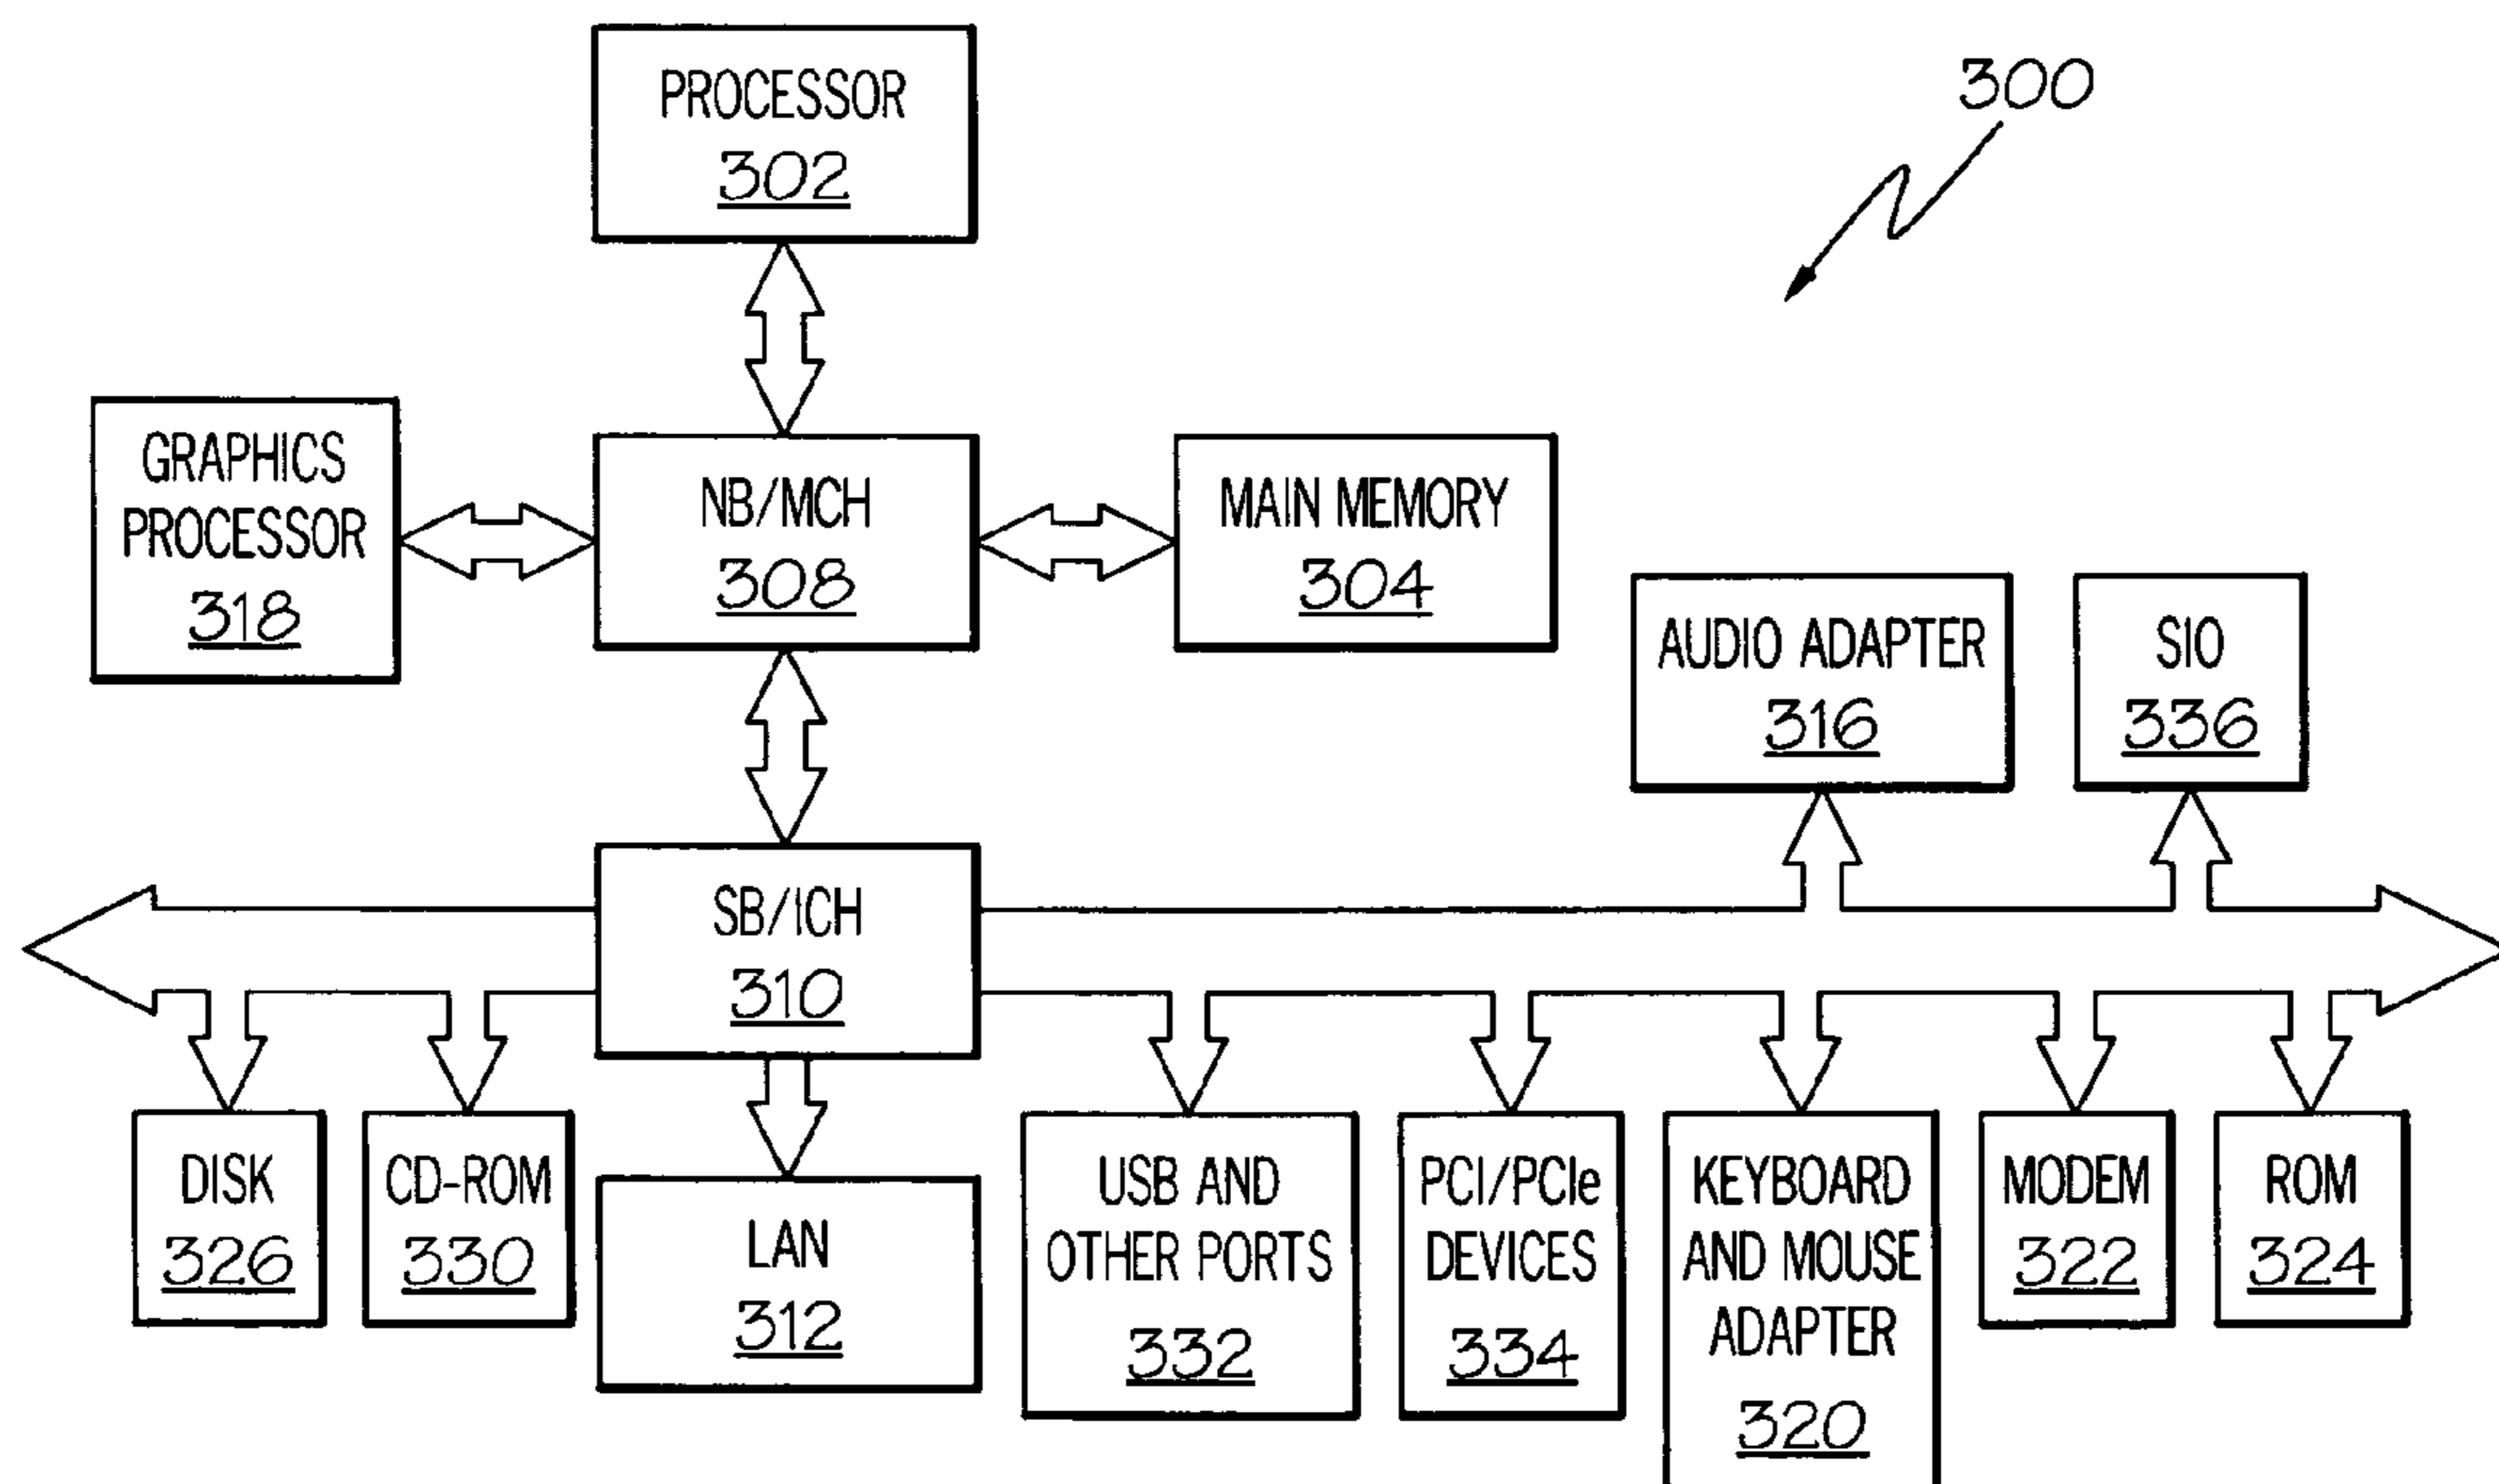 PROCESSOR
302
300
GRAPHICS
PROCESSOR
318
NB/MCH
308
MAIN MEMORY
304
AUDIO ADAPTER
316
SIO
336
SB/ICH
310
DISK
326
CD-ROM
330
LAN
312
USB AND
OTHER PORTS
332
PCI/PCIe
DEVICES
334
KEYBOARD
AND MOUSE
ADAPTER
320
MODEM
322
ROM
324